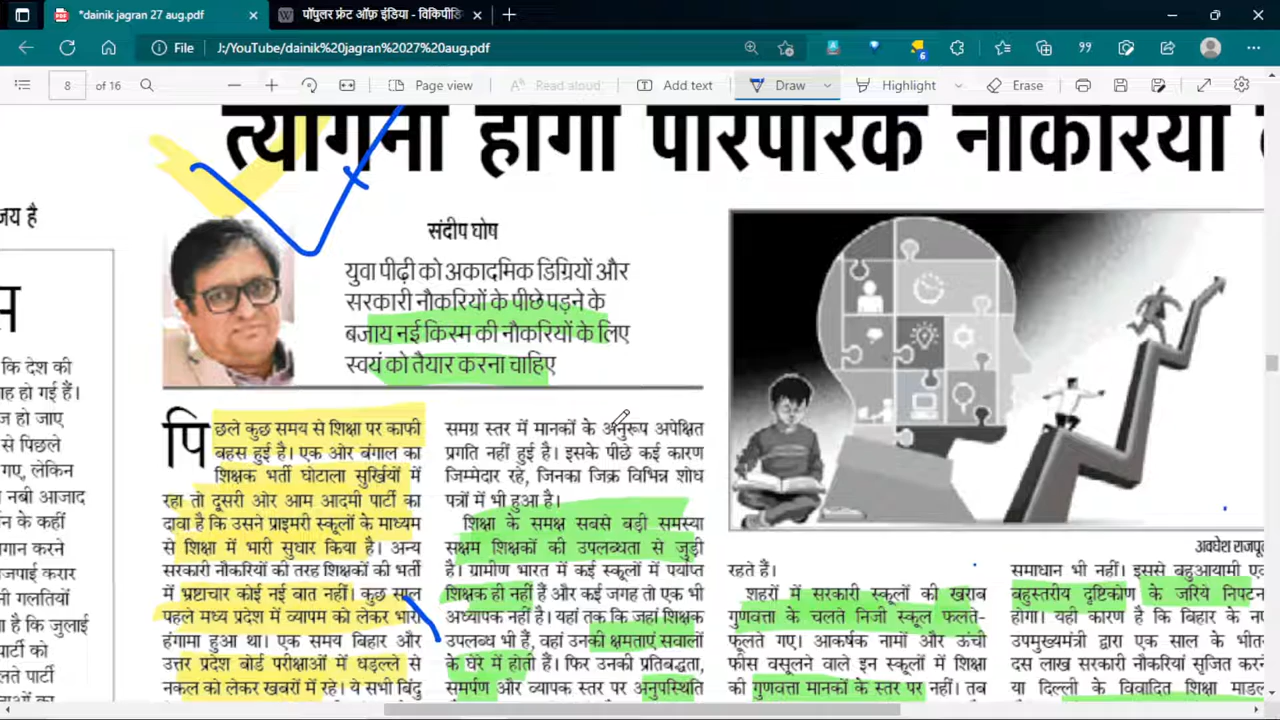 *dainik jagran 27 aug.pdf
पॉपुलर फ्रंट ऑफ़ इंडिया - विकिपीडि
File
J:/YouTube/dainik%20jagran%2027%20aug.pdf
8
of 16
Page view
Read aloud
Add text
Draw
Highlight
Erase
त्यागना होगा पारंपरिक नौकरियों
जय है
कि देश की
ाह हो गई हैं।
ज हो जाए
से पिछले
गए, लेकिन
नबी आजाद
र्न के कहीं
गान करने
जपाई करार
नी गलतियों
ा है कि जुलाई
पार्टी को
लते पार्टी
संदीप घोष
युवा पीढ़ी को अकादमिक डिग्रियों और
सरकारी नौकरियों के पीछे पड़ने के
बजाय नई किस्म की नौकरियों के लिए
स्वयं को तैयार करना चाहिए
पिछले कुछ समय से शिक्षा पर काफी
बहस हुई है। एक ओर बंगाल का
शिक्षक भर्ती घोटाला सुर्खियों में
रहा तो दूसरी ओर आम आदमी पार्टी का
दावा है कि उसने प्राइमरी स्कूलों के माध्यम
से शिक्षा में भारी सुधार किया है। अन्य
सरकारी नौकरियों की तरह शिक्षकों की भर्ती
में भ्रष्टाचार कोई नई बात नहीं। कुछ साल
पहले मध्य प्रदेश में व्यापम को लेकर भारी
हंगामा हुआ था। एक समय बिहार और
उत्तर प्रदेश बोर्ड परीक्षाओं में धड़ल्ले से
नकल को लेकर खबरों में रहे। ये सभी बिंदु
समग्र स्तर में मानकों के अनुरूप अपेक्षित
प्रगति नहीं हुई है। इसके पीछे कई कारण
जिम्मेदार रहे, जिनका जिक्र विभिन्न शोध
पत्रों में भी हुआ है।
शिक्षा के समक्ष सबसे बड़ी समस्या
सक्षम शिक्षकों की उपलब्धता से जुड़ी
है। ग्रामीण भारत में कई स्कूलों में पर्याप्त
शिक्षक ही नहीं हैं और कई जगह तो एक भी
अध्यापक नहीं है। यहां तक कि जहां शिक्षक
उपलब्ध भी हैं, वहां उनकी क्षमताएं सवालों
के घेरे में होती हैं। फिर उनकी प्रतिबद्धता,
समर्पण और व्यापक स्तर पर अनुपस्थिति
अवधेश राजपू
रहते हैं।
शहरों में सरकारी स्कूलों की खराब
गुणवत्ता के चलते निजी स्कूल फलते-
फूलते गए। आकर्षक नामों और ऊंची
फीस वसूलने वाले इन स्कूलों में शिक्षा
की गुणवत्ता मानकों के स्तर पर नहीं। तब
समाधान भी नहीं। इससे बहुआयामी ए
बहुस्तरीय दृष्टिकोण के जरिये निपटन
होगा। यही कारण है कि बिहार के नए
उपमुख्यमंत्री द्वारा एक साल के भीत
दस लाख सरकारी नौकरियां सृजित कर
या दिल्ली के विवादित शिक्षा माडल